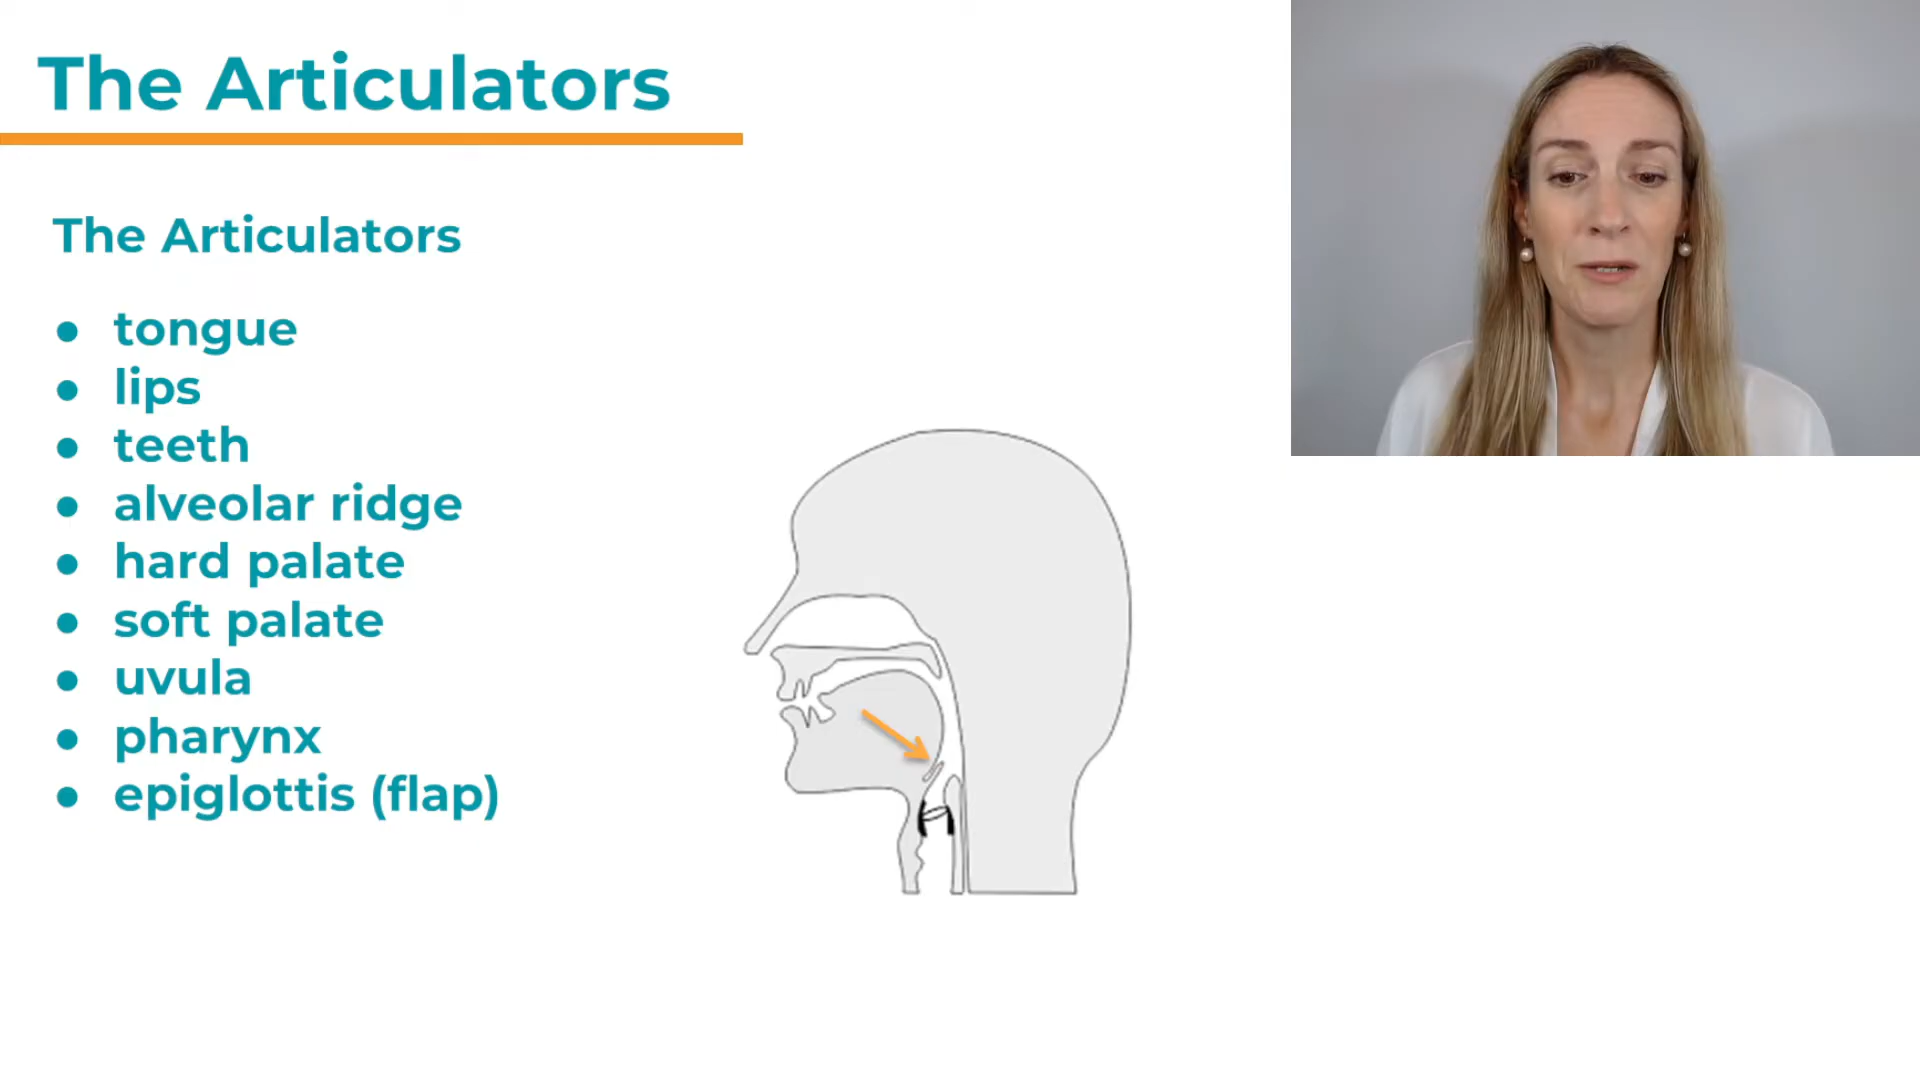 The Articulators
The Articulators
● tongue
● lips
● teeth
● alveolar ridge
● hard palate
● soft palate
● uvula
● pharynx
● epiglottis (flap)